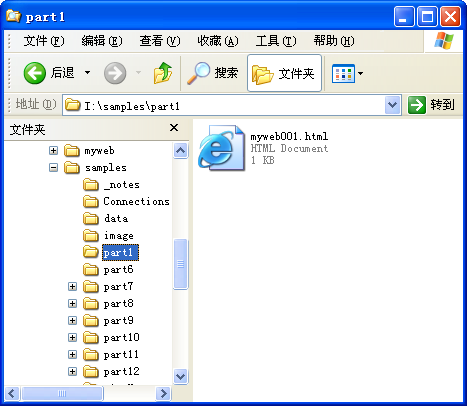 part1
文件(F) 编辑(E) 查看(V) 收藏(A) 工具(T) 帮助(H)
后退 搜索 文件夹
地址(D) I:\samples\part1 转到
文件夹
myweb
samples
_notes
Connections
data
image
part1
part6
part7
part8
part9
part10
part11
part12
myweb001.html
HTML Document
1 KB